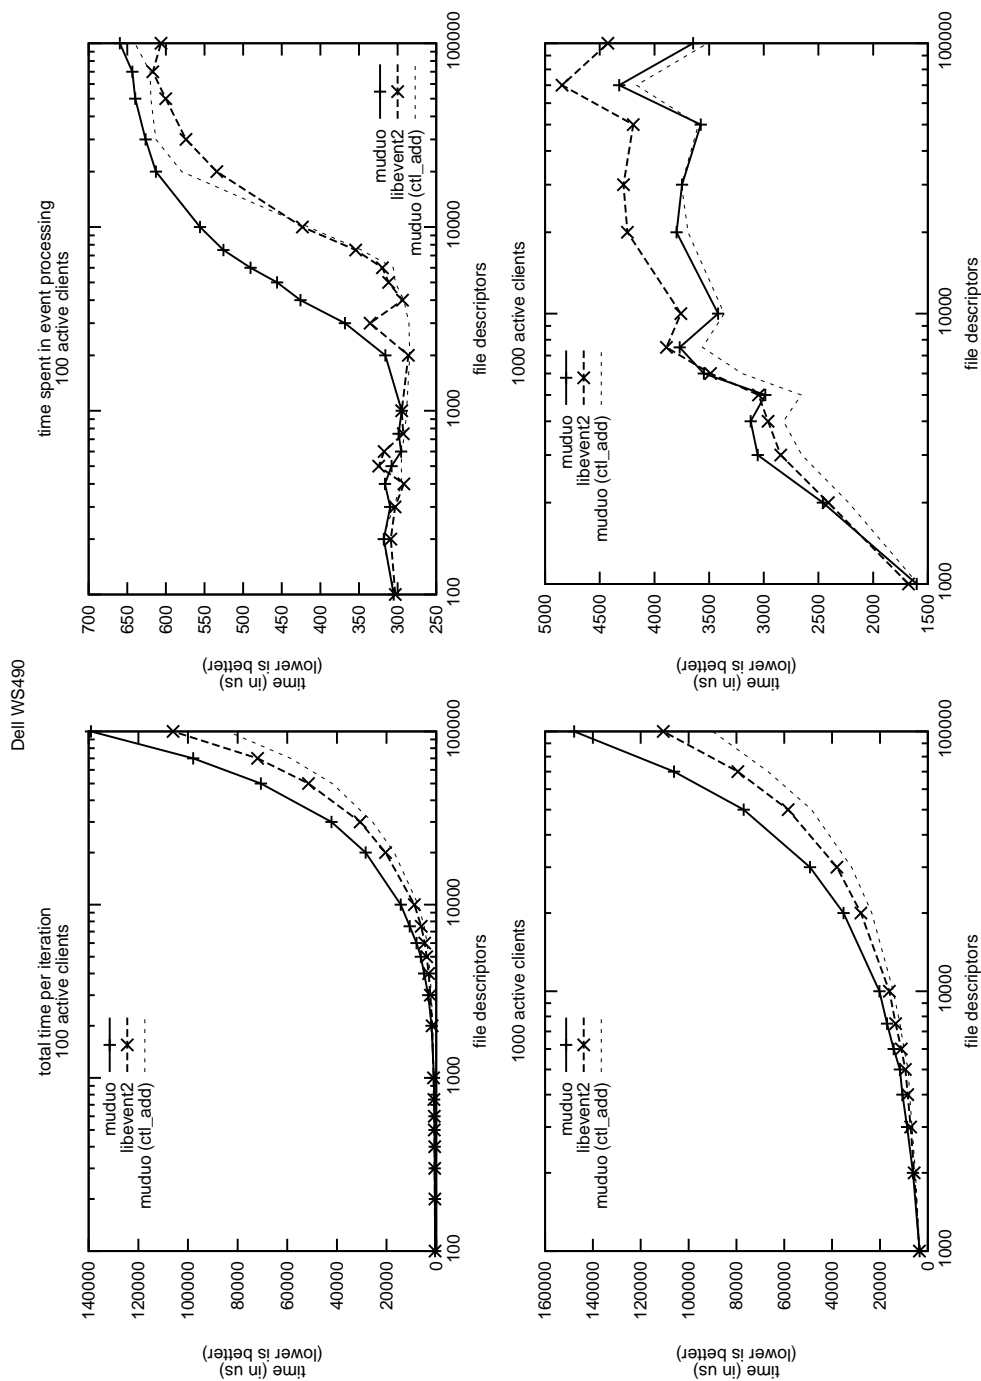 Dell WS490
total time per iteration
100 active clients
time (in us)
(lower is better)
140000
120000
100000
80000
60000
40000
20000
0
100
1000
10000
100000
file descriptors
muduo
libevent2
muduo (ctl_add)
time spent in event processing
100 active clients
time (in us)
(lower is better)
700
650
600
550
500
450
400
350
300
250
100
1000
10000
100000
file descriptors
muduo
libevent2
muduo (ctl_add)
1000 active clients
time (in us)
(lower is better)
160000
140000
120000
100000
80000
60000
40000
20000
0
1000
10000
100000
file descriptors
muduo
libevent2
muduo (ctl_add)
1000 active clients
time (in us)
(lower is better)
5000
4500
4000
3500
3000
2500
2000
1500
1000
10000
100000
file descriptors
muduo
libevent2
muduo (ctl_add)